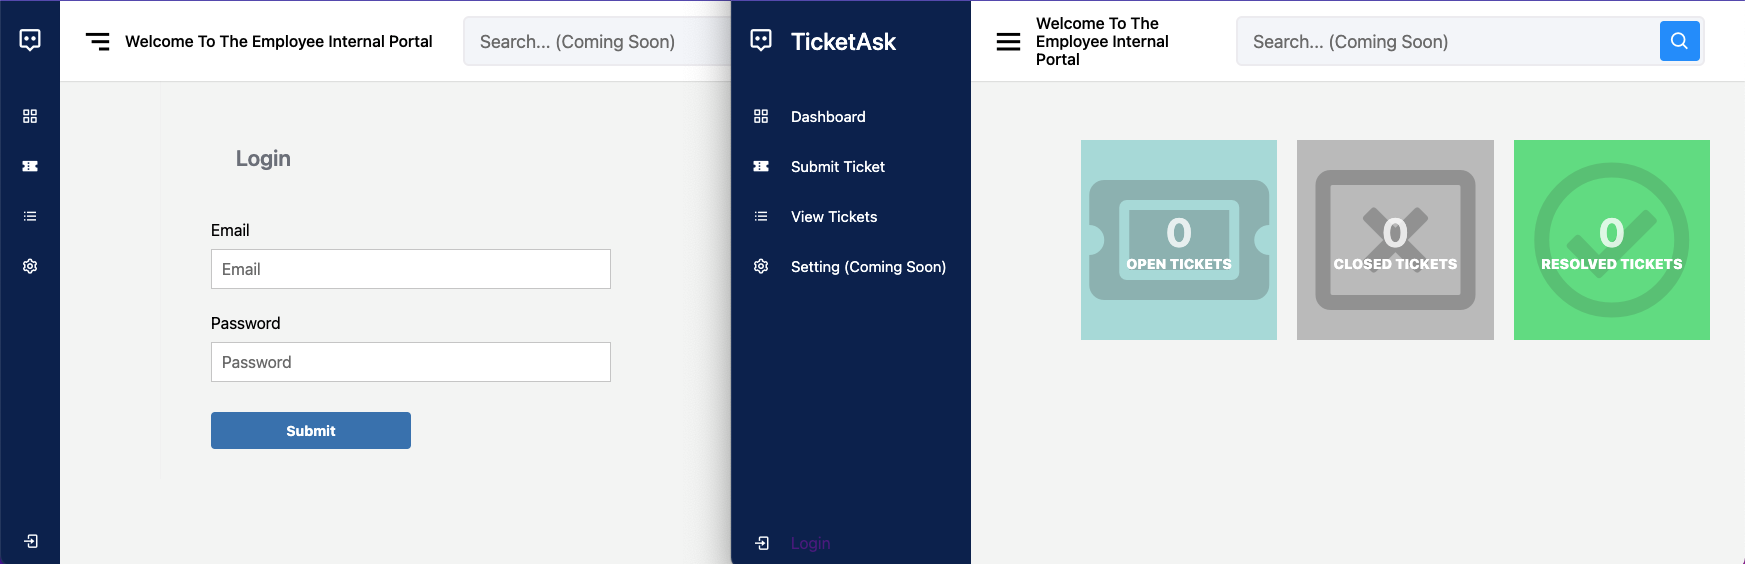 Welcome To The Employee Internal Portal
Search... (Coming Soon)
Login
Email
Email
Password
Password
Submit
TicketAsk
Dashboard
Submit Ticket
View Tickets
Setting (Coming Soon)
Login
Welcome To The
Employee Internal
Portal
Search... (Coming Soon)
0
OPEN TICKETS
0
CLOSED TICKETS
0
RESOLVED TICKETS